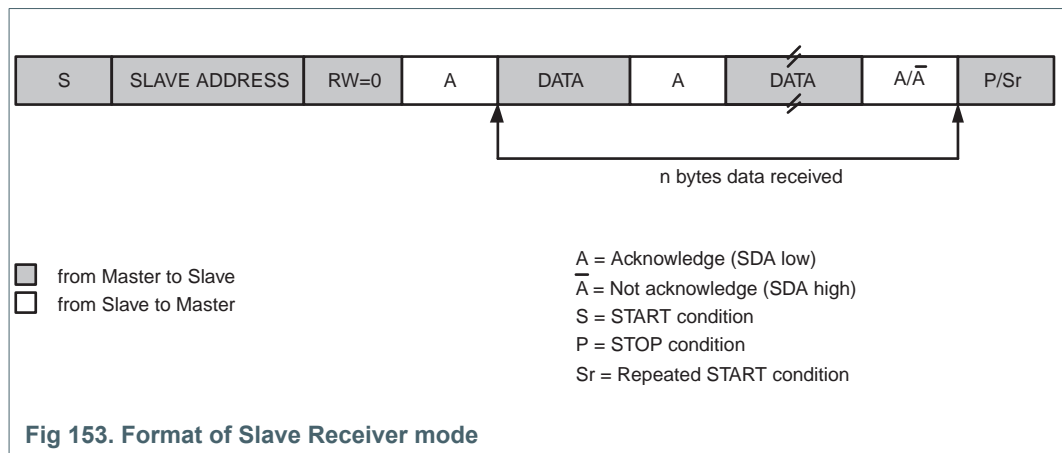 S SLAVE ADDRESS RW=0 A DATA A DATA A/A̅ P/Sr
n bytes data received
from Master to Slave
from Slave to Master
A = Acknowledge (SDA low)
A̅ = Not acknowledge (SDA high)
S = START condition
P = STOP condition
Sr = Repeated START condition
Fig 153. Format of Slave Receiver mode